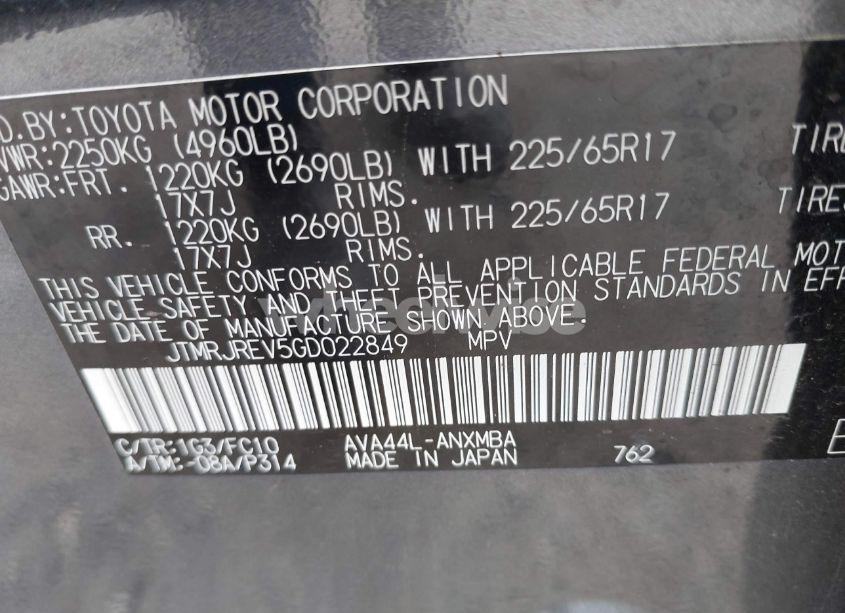 D.BY:TOYOTA MOTOR CORPORATION
VWR:2250KG (4960LB)
GAWR:FRT. 1220KG (2690LB) WITH 225/65R17 TIRE
17X7J RIMS.
RR. 1220KG (2690LB) WITH 225/65R17 TIRES
17X7J RIMS.
THIS VEHICLE CONFORMS TO ALL APPLICABLE FEDERAL MOT
VEHICLE SAFETY AND THEFT PREVENTION STANDARDS IN EFF
THE DATE OF MANUFACTURE SHOWN ABOVE.
JTMRJREV5GD022849 MPV
C/TR:1G3/FC10 AVA44L-ANXMBA
A/TM:-08A/P314 MADE IN JAPAN 762